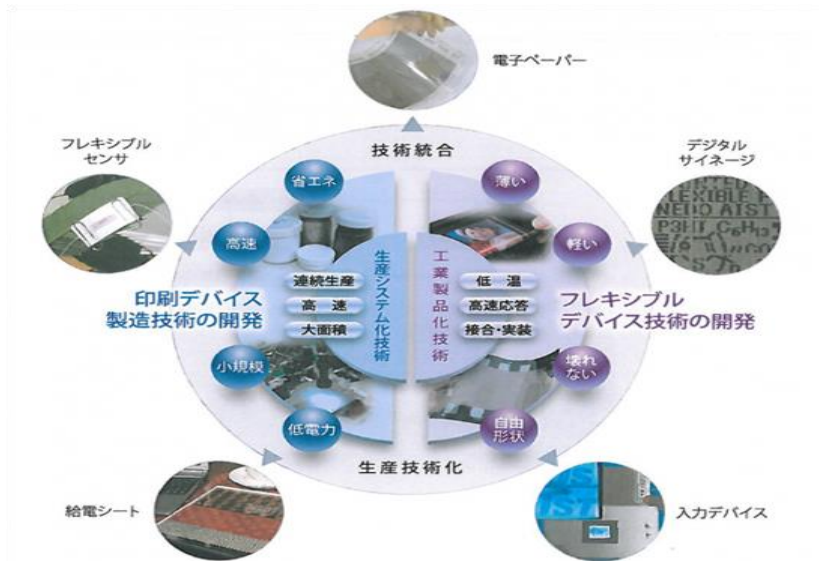 電子ペーパー
技術統合
フレキシブル
センサ
デジタル
サイネージ
省エネ
薄い
高速
軽い
印刷デバイス
製造技術の開発
連続生産
高速
大面積
生産システム化技術
工業製品化技術
低温
高速応答
接合・実装
フレキシブル
デバイス技術の開発
小規模
壊れ
ない
低電力
自由
形状
生産技術化
給電シート
入力デバイス
FLEXIBLE
NEDO AIST
P3HT C6H13